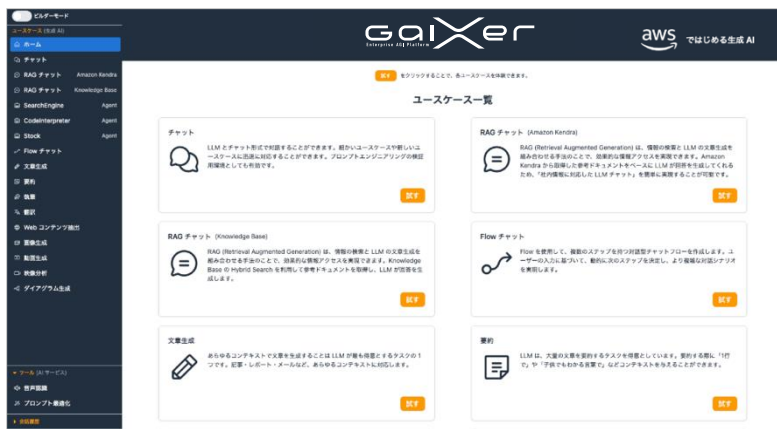 ビルダーモード
ユースケース (生成 AI)
ホーム
チャット
RAG チャット Amazon Kendra
RAG チャット Knowledge Base
SearchEngine Agent
CodeInterpreter Agent
Stock Agent
Flow チャット
文章生成
要約
執筆
翻訳
Web コンテンツ抽出
画像生成
動画生成
映像分析
ダイアグラム生成
ツール (AI サービス)
音声認識
プロンプト最適化
会話履歴
GaiXer
Enterprise AGI Platform
aws ではじめる生成 AI
試す をクリックすることで、各ユースケースを体験できます。
ユースケース一覧
チャット
LLM とチャット形式で対話することができます。細かいユースケースや新しいユ
ースケースに迅速に対応することができます。プロンプトエンジニアリングの検証
用環境としても有効です。
試す
RAG チャット (Amazon Kendra)
RAG (Retrieval Augmented Generation) は、情報の検索と LLM の文章生成を
組み合わせる手法のことで、効果的な情報アクセスを実現できます。Amazon
Kendra から取得した参考ドキュメントをベースに LLM が回答を生成してくれる
ため、「社内情報に対応した LLM チャット」を簡単に実現することが可能です。
試す
RAG チャット (Knowledge Base)
RAG (Retrieval Augmented Generation) は、情報の検索と LLM の文章生成を
組み合わせる手法のことで、効果的な情報アクセスを実現できます。Knowledge
Base の Hybrid Search を利用して参考ドキュメントを取得し、LLM が回答を生
成します。
試す
Flow チャット
Flow を使用して、複数のステップを持つ対話型チャットフローを作成します。ユ
ーザーの入力に基づいて、動的に次のステップを決定し、より複雑な対話シナリオ
を実現します。
試す
文章生成
あらゆるコンテキストで文章を生成することは LLM が最も得意とするタスクの 1
つです。記事・レポート・メールなど、あらゆるコンテキストに対応します。
試す
要約
LLM は、大量の文章を要約するタスクを得意としています。要約する際に「1行
で」や「子供でもわかる言葉で」などコンテキストを与えることができます。
試す